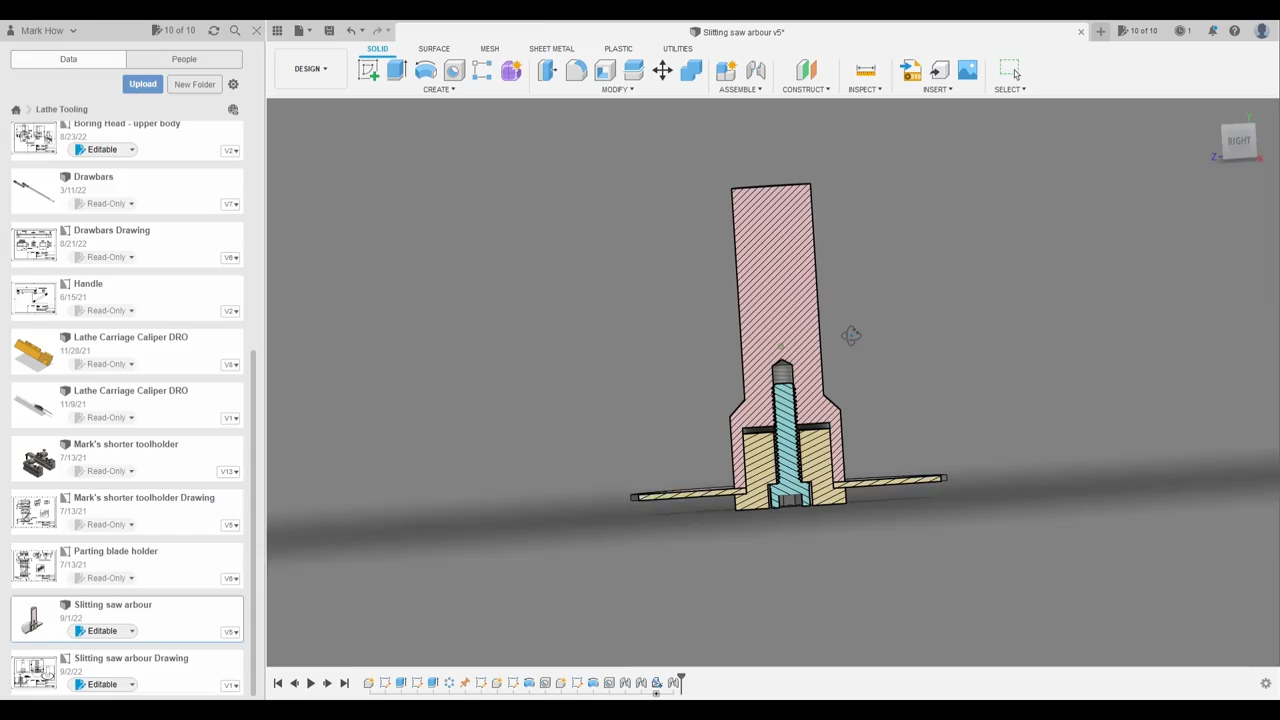 Mark How
10 of 10
Slitting saw arbour v5*
10 of 10
1
Data
People
Upload
New Folder
Lathe Tooling
DESIGN
SOLID
SURFACE
MESH
SHEET METAL
PLASTIC
UTILITIES
CREATE
MODIFY
ASSEMBLE
CONSTRUCT
INSPECT
INSERT
SELECT
Boring Head - upper body
8/23/22
Editable
V2
Drawbars
3/11/22
Read-Only
V7
Drawbars Drawing
8/21/22
Read-Only
V6
Handle
6/15/21
Read-Only
V2
Lathe Carriage Caliper DRO
11/28/21
Read-Only
V8
Lathe Carriage Caliper DRO
11/9/21
Read-Only
V1
Mark's shorter toolholder
7/13/21
Read-Only
V13
Mark's shorter toolholder Drawing
7/13/21
Read-Only
V5
Parting blade holder
7/13/21
Read-Only
V6
Slitting saw arbour
9/1/22
Editable
V5
Slitting saw arbour Drawing
9/2/22
Editable
V1
Y
RIGHT
Z
X